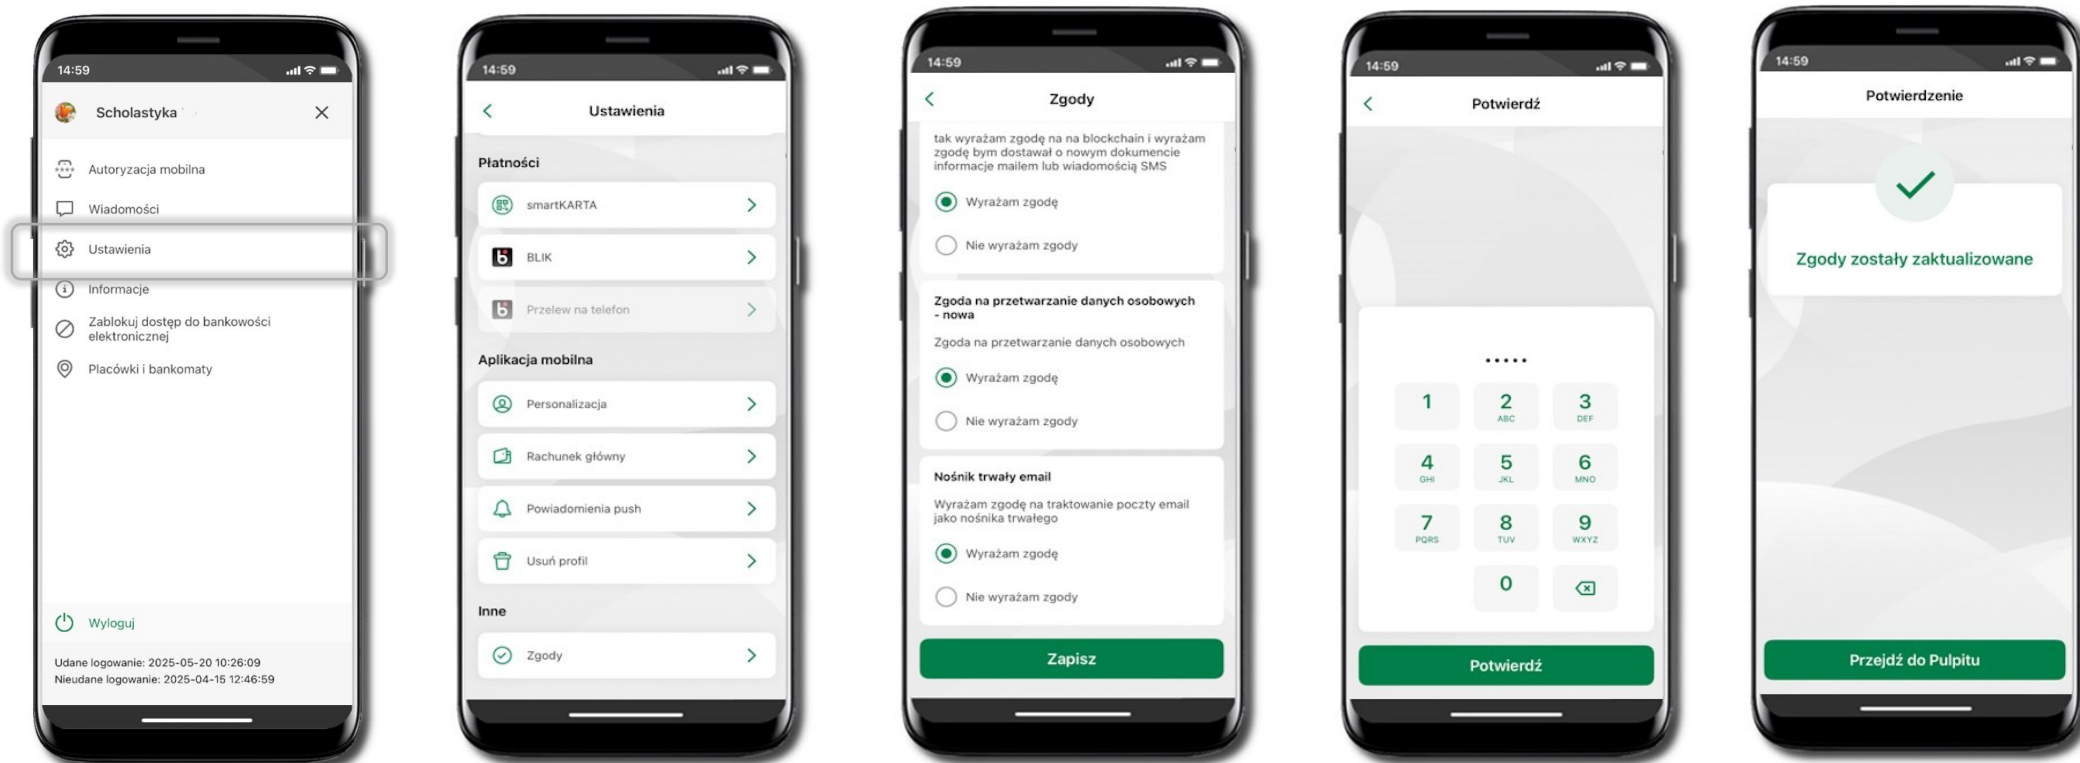 14:59
Scholastyka
Autoryzacja mobilna
Wiadomości
Ustawienia
Informacje
Zablokuj dostęp do bankowości
elektronicznej
Placówki i bankomaty
Wyloguj
Udane logowanie: 2025-05-20 10:26:09
Nieudane logowanie: 2025-04-15 12:46:59
14:59
Ustawienia
Płatności
smartKARTA
BLIK
Przelew na telefon
Aplikacja mobilna
Personalizacja
Rachunek główny
Powiadomienia push
Usuń profil
Inne
Zgody
14:59
Zgody
tak wyrażam zgodę na na blockchain i wyrażam
zgodę bym dostawał o nowym dokumencie
informacje mailem lub wiadomością SMS
Wyrażam zgodę
Nie wyrażam zgody
Zgoda na przetwarzanie danych osobowych
- nowa
Zgoda na przetwarzanie danych osobowych
Wyrażam zgodę
Nie wyrażam zgody
Nośnik trwały email
Wyrażam zgodę na traktowanie poczty email
jako nośnika trwałego
Wyrażam zgodę
Nie wyrażam zgody
Zapisz
14:59
Potwierdź
•••••
1 2 3
ABC DEF
4 5 6
GHI JKL MNO
7 8 9
PQRS TUV WXYZ
0
Potwierdź
14:59
Potwierdzenie
Zgody zostały zaktualizowane
Przejdź do Pulpitu